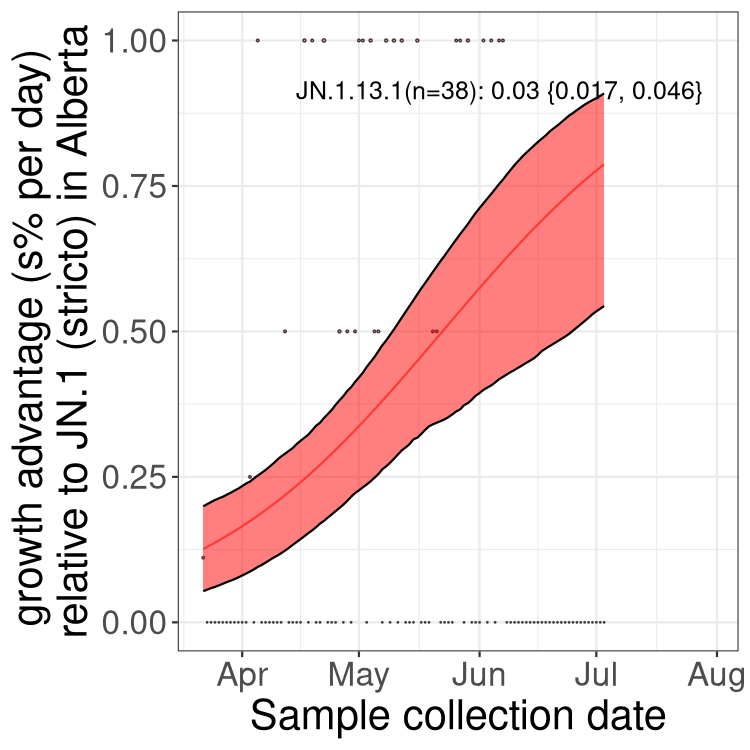 growth advantage (s% per day)
relative to JN.1 (stricto) in Alberta
1.00
0.75
0.50
0.25
0.00
JN.1.13.1(n=38): 0.03 {0.017, 0.046}
Apr
May
Jun
Jul
Aug
Sample collection date